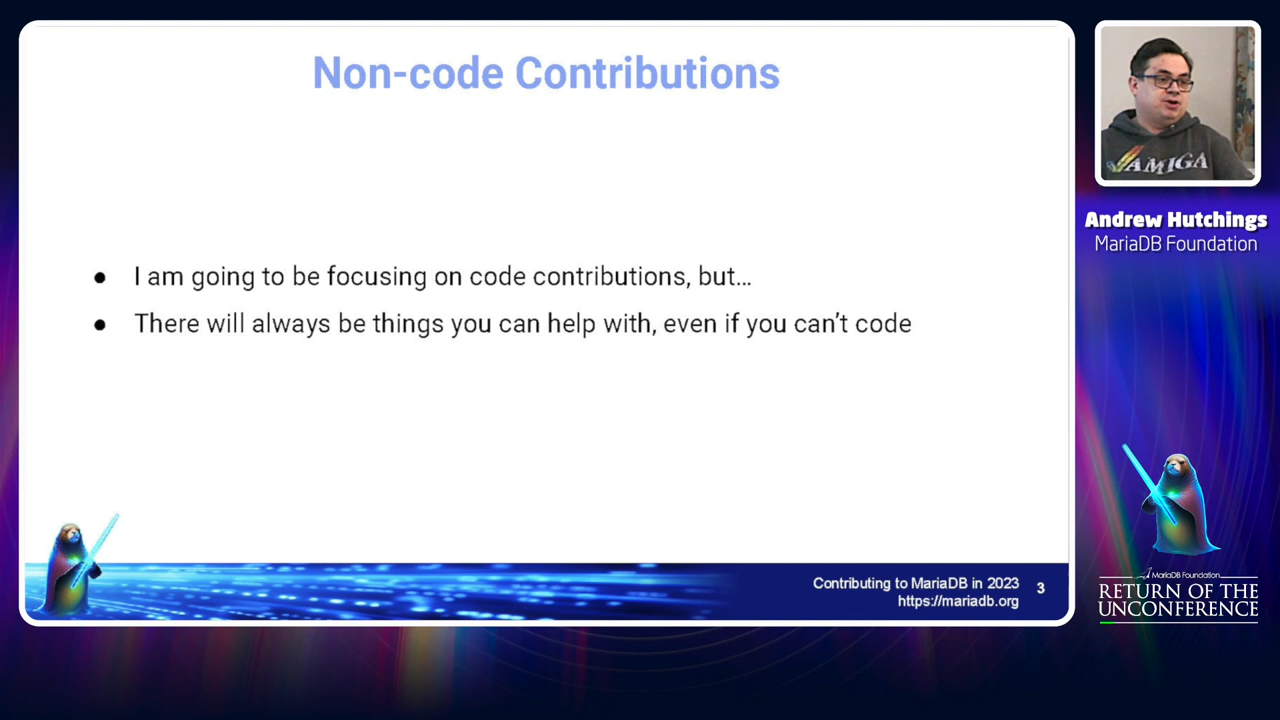 Non-code Contributions
● I am going to be focusing on code contributions, but…
● There will always be things you can help with, even if you can’t code
Contributing to MariaDB in 2023
https://mariadb.org
3
AMIGA
Andrew Hutchings
MariaDB Foundation
MariaDB Foundation
RETURN OF THE
UNCONFERENCE